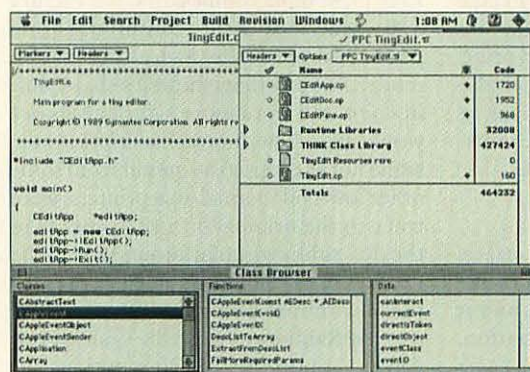 File Edit Search Project Build Revision Windows 1:08 AM
TinyEdit.c
Markers Headers
TinyEdit.c
Main program for a tiny editor.
Copyright © 1989 Symantec Corporation. All rights re
#include "CEditApp.h"
void main()
{
CEditApp *editApp;
editApp = new CEditApp;
editApp->IEditApp();
editApp->Run();
editApp->Exit();
PPC TinyEdit.π
Headers Options PPC TinyEdit.π
Name Code
CEditApp.cp 1720
CEditDoc.cp 1952
CEditPane.cp 968
Runtime Libraries 32008
THINK Class Library 427424
TinyEdit Resources.rsrc 0
TinyEdit.cp 160
Totals 464232
Class Browser
Classes
CAbstractText
CAppleEvent
CAppleEventObject
CAppleEventSender
CApplication
CArray
Functions
CAppleEvent(const AEDesc *,AEDesc
CAppleEvent(void)
CAppleEventX
DescListToArray
ExtractFromDescList
FailMoreRequiredParams
Data
canInteract
currentEvent
directIsTaken
directObject
eventClass
eventID